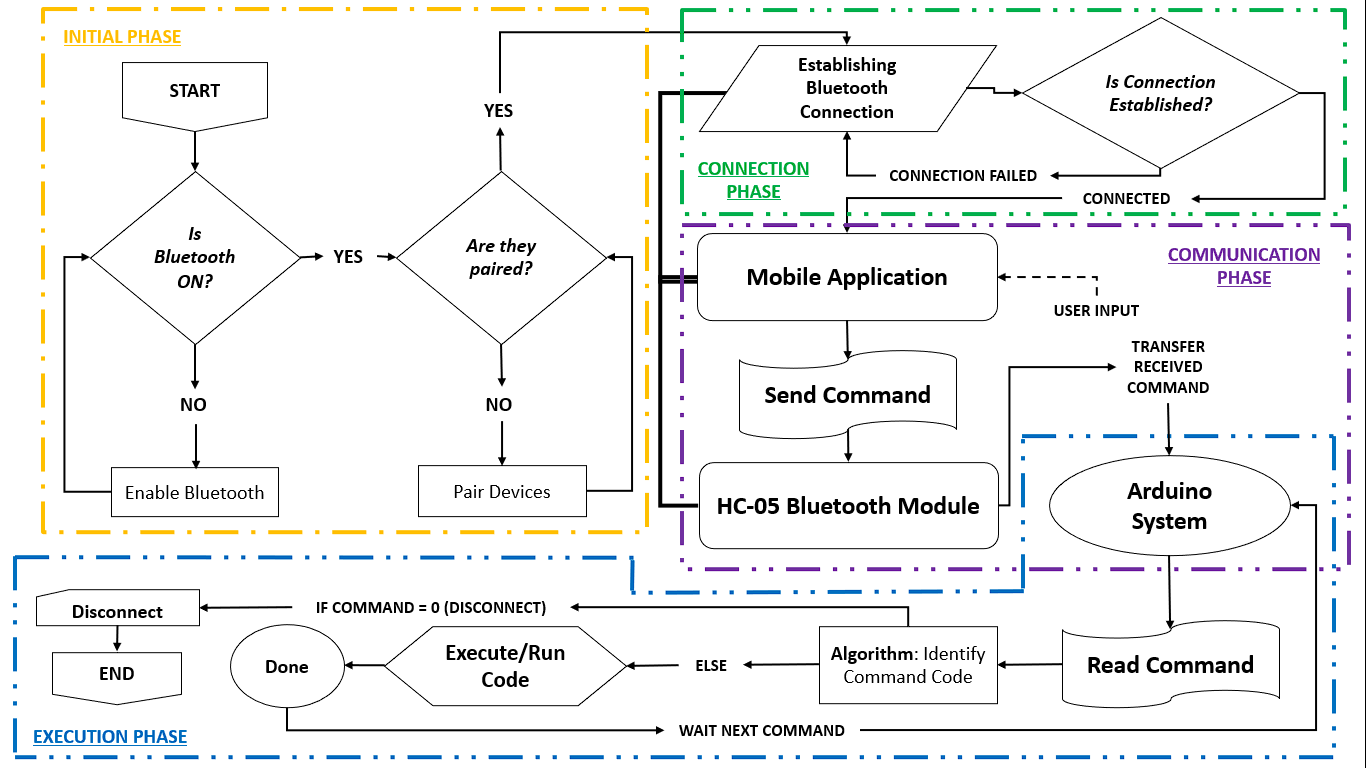 INITIAL PHASE
START
Is
Bluetooth
ON?
YES
NO
Enable Bluetooth
Are they
paired?
YES
NO
Pair Devices
Establishing
Bluetooth
Connection
Is Connection
Established?
CONNECTION FAILED
CONNECTED
CONNECTION
PHASE
COMMUNICATION
PHASE
Mobile Application
USER INPUT
Send Command
HC-05 Bluetooth Module
TRANSFER
RECEIVED
COMMAND
Arduino
System
Read Command
Algorithm: Identify
Command Code
IF COMMAND = 0 (DISCONNECT)
Disconnect
END
ELSE
Execute/Run
Code
Done
WAIT NEXT COMMAND
EXECUTION PHASE